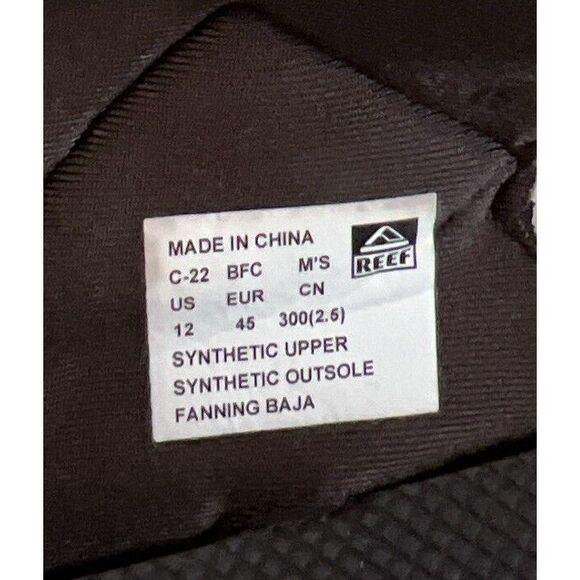 MADE IN CHINA
REEF
C-22 BFC M'S
US EUR CN
12 45 300(2.5)
SYNTHETIC UPPER
SYNTHETIC OUTSOLE
FANNING BAJA